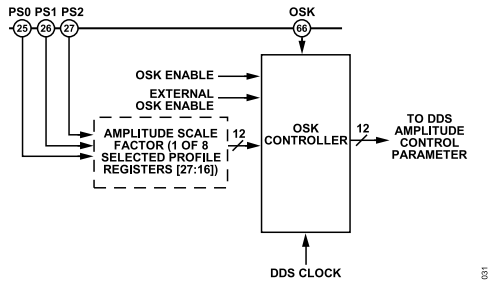 PS0 PS1 PS2
OSK
25
26
27
66
OSK ENABLE
EXTERNAL
OSK ENABLE
AMPLITUDE SCALE
FACTOR (1 OF 8
SELECTED PROFILE
REGISTERS [27:16])
12
OSK
CONTROLLER
12
TO DDS
AMPLITUDE
CONTROL
PARAMETER
DDS CLOCK
031